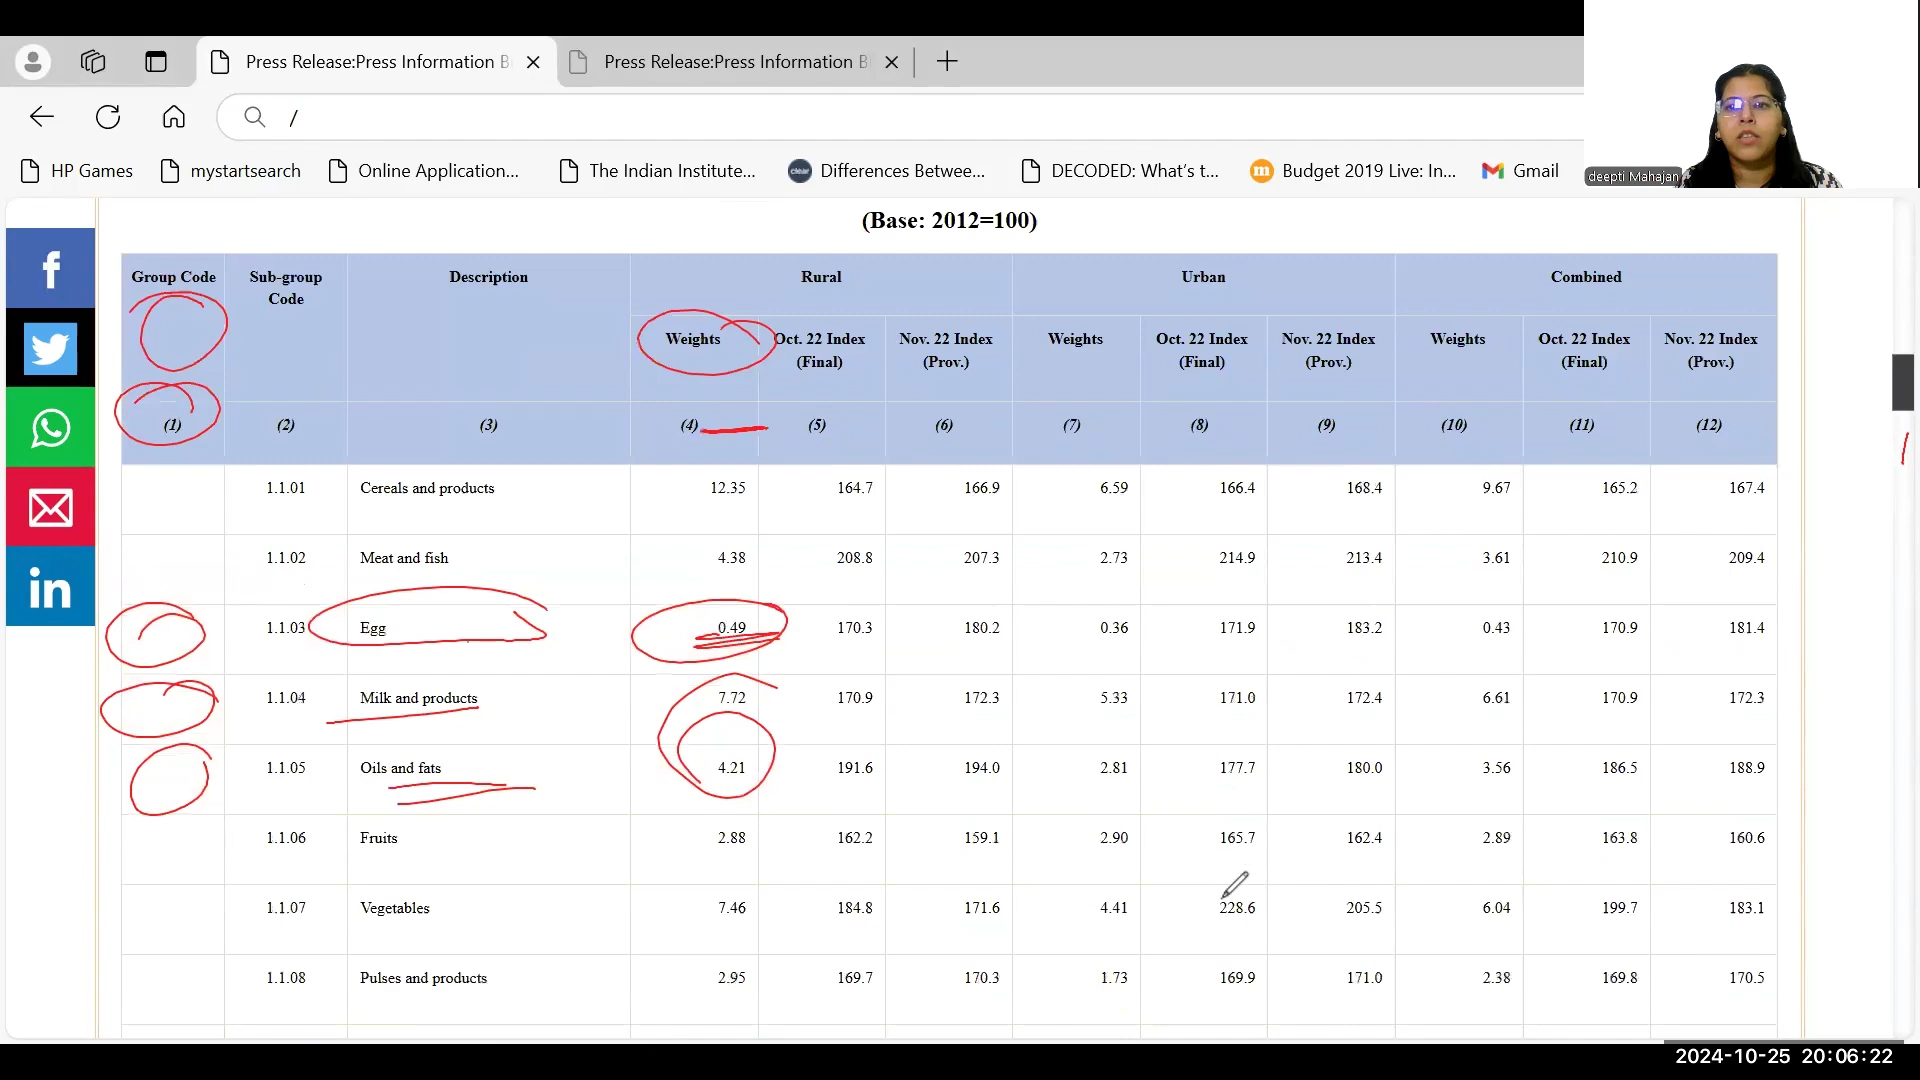 Press Release:Press Information B
Press Release:Press Information B
/
HP Games
mystartsearch
Online Application...
The Indian Institute...
clear
Differences Betwee...
DECODED: What's t...
m
Budget 2019 Live: In...
Gmail
deepti Mahajan
(Base: 2012=100)
f
in
Group Code Sub-group Code Description Rural Urban Combined
Weights Oct. 22 Index (Final) Nov. 22 Index (Prov.) Weights Oct. 22 Index (Final) Nov. 22 Index (Prov.) Weights Oct. 22 Index (Final) Nov. 22 Index (Prov.)
(1) (2) (3) (4) (5) (6) (7) (8) (9) (10) (11) (12)
1.1.01 Cereals and products 12.35 164.7 166.9 6.59 166.4 168.4 9.67 165.2 167.4
1.1.02 Meat and fish 4.38 208.8 207.3 2.73 214.9 213.4 3.61 210.9 209.4
1.1.03 Egg 0.49 170.3 180.2 0.36 171.9 183.2 0.43 170.9 181.4
1.1.04 Milk and products 7.72 170.9 172.3 5.33 171.0 172.4 6.61 170.9 172.3
1.1.05 Oils and fats 4.21 191.6 194.0 2.81 177.7 180.0 3.56 186.5 188.9
1.1.06 Fruits 2.88 162.2 159.1 2.90 165.7 162.4 2.89 163.8 160.6
1.1.07 Vegetables 7.46 184.8 171.6 4.41 228.6 205.5 6.04 199.7 183.1
1.1.08 Pulses and products 2.95 169.7 170.3 1.73 169.9 171.0 2.38 169.8 170.5
2024-10-25 20:06:22